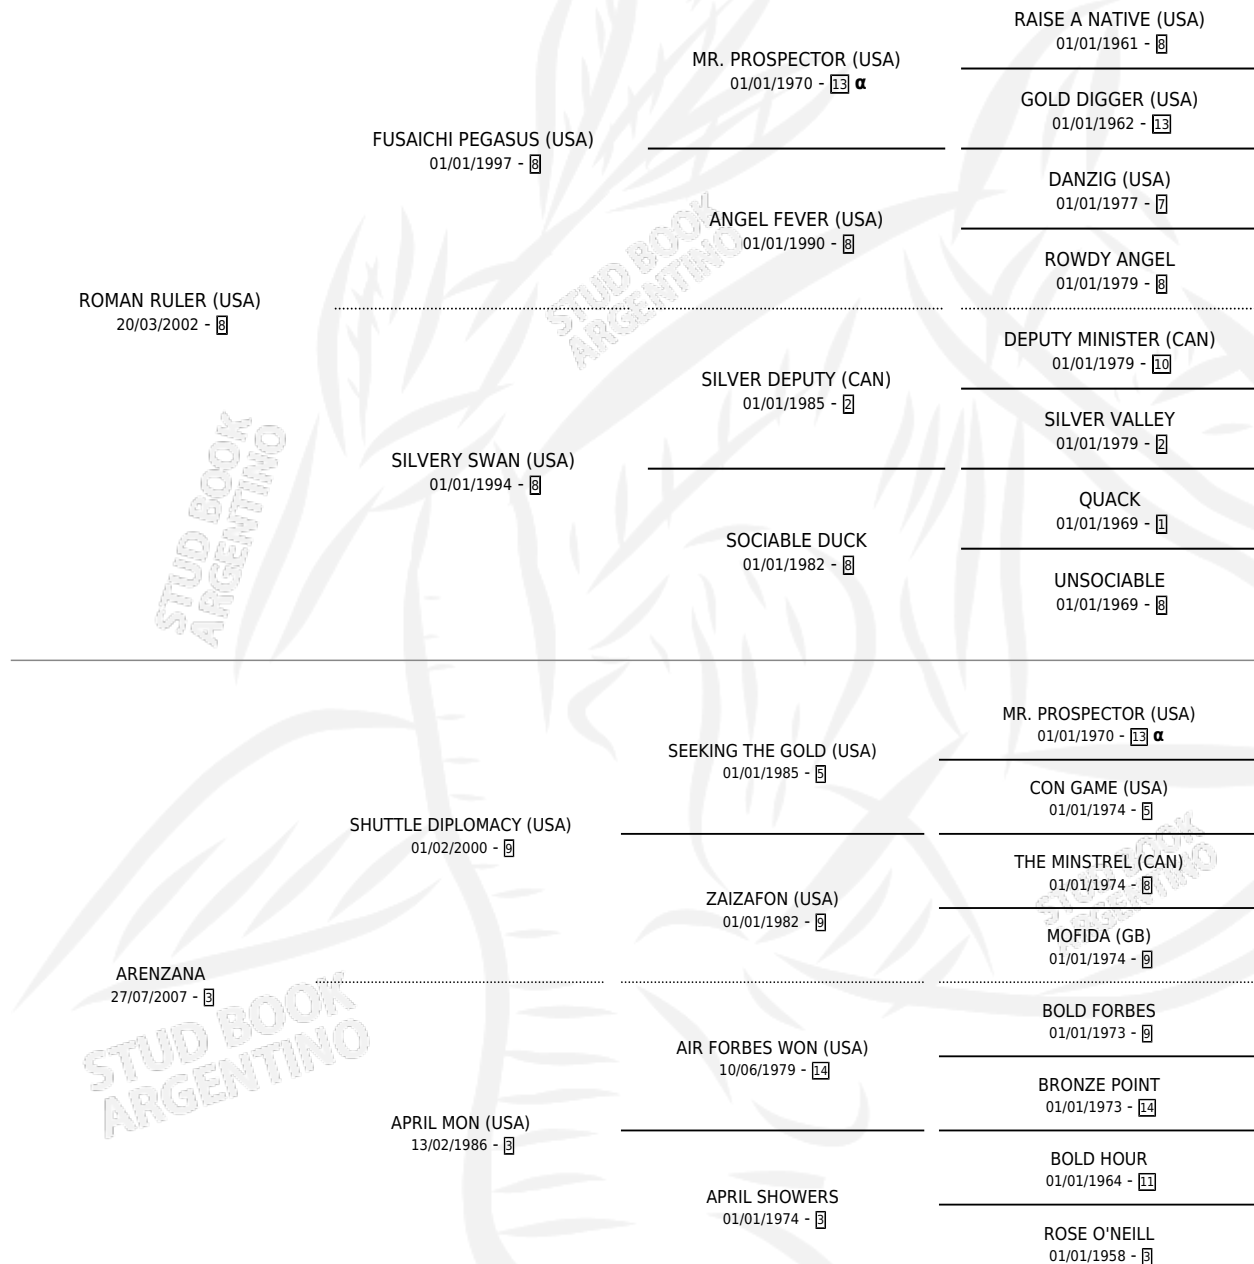 RAISE A NATIVE (USA)
01/01/1961 - 8
MR. PROSPECTOR (USA)
01/01/1970 - 13 α
GOLD DIGGER (USA)
01/01/1962 - 13
FUSAICHI PEGASUS (USA)
01/01/1997 - 8
DANZIG (USA)
01/01/1977 - 7
ANGEL FEVER (USA)
01/01/1990 - 8
ROWDY ANGEL
01/01/1979 - 8
ROMAN RULER (USA)
20/03/2002 - 8
DEPUTY MINISTER (CAN)
01/01/1979 - 10
SILVER DEPUTY (CAN)
01/01/1985 - 2
SILVER VALLEY
01/01/1979 - 2
SILVERY SWAN (USA)
01/01/1994 - 8
QUACK
01/01/1969 - 1
SOCIABLE DUCK
01/01/1982 - 8
UNSOCIABLE
01/01/1969 - 8
MR. PROSPECTOR (USA)
01/01/1970 - 13 α
SEEKING THE GOLD (USA)
01/01/1985 - 5
CON GAME (USA)
01/01/1974 - 5
SHUTTLE DIPLOMACY (USA)
01/02/2000 - 9
THE MINSTREL (CAN)
01/01/1974 - 8
ZAIZAFON (USA)
01/01/1982 - 9
MOFIDA (GB)
01/01/1974 - 9
ARENZANA
27/07/2007 - 3
BOLD FORBES
01/01/1973 - 9
AIR FORBES WON (USA)
10/06/1979 - 14
BRONZE POINT
01/01/1973 - 14
APRIL MON (USA)
13/02/1986 - 3
BOLD HOUR
01/01/1964 - 11
APRIL SHOWERS
01/01/1974 - 3
ROSE O'NEILL
01/01/1958 - 3
STUD BOOK
ARGENTINO
STUD BOOK
ARGENTINO
STUD BOOK
ARGENTINO
STUD BOOK
ARGENTINO